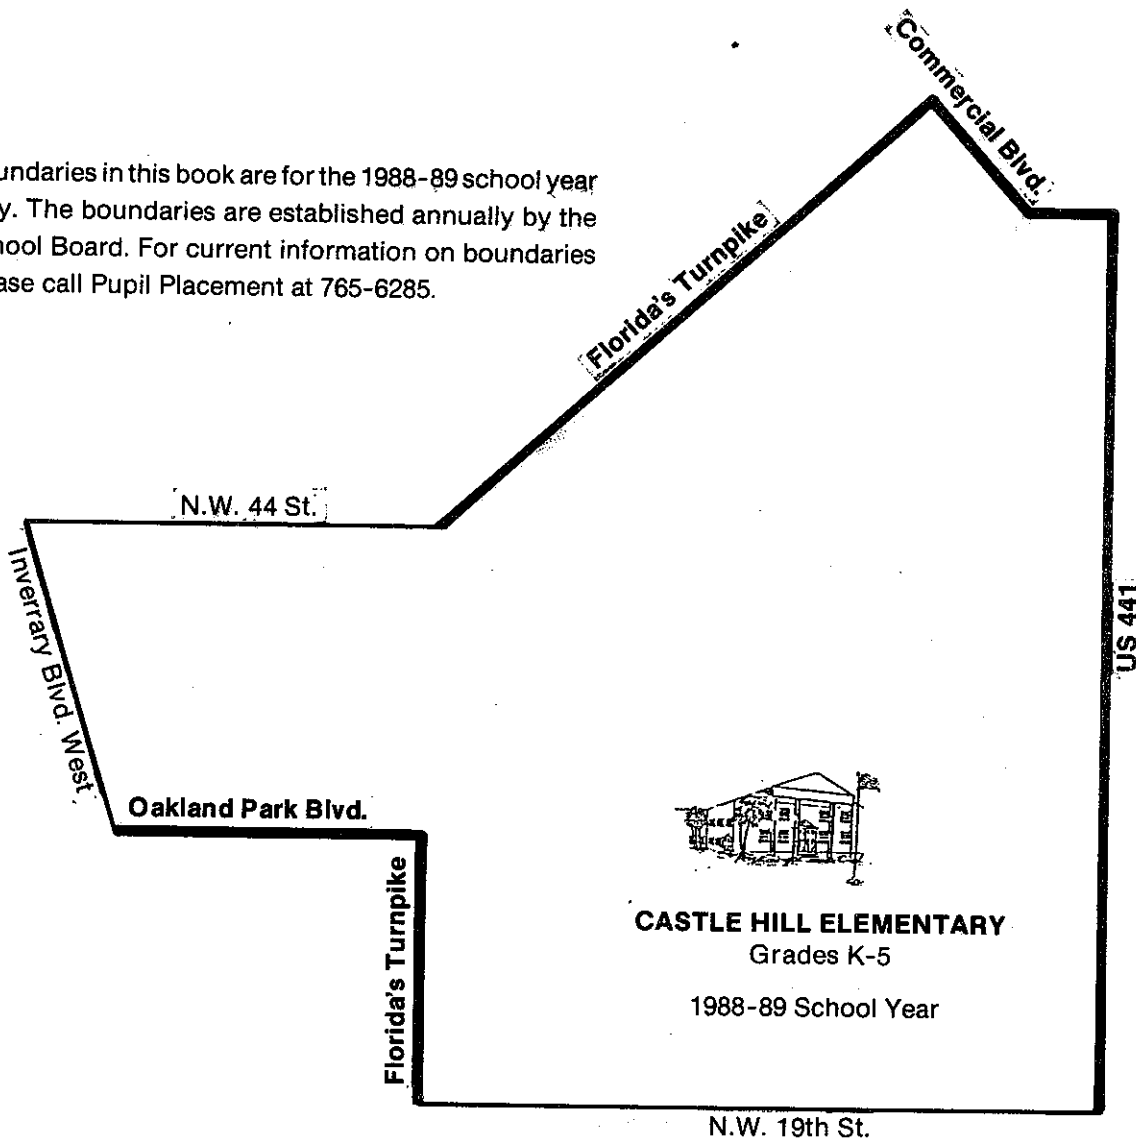 Commercial Blvd.
undaries in this book are for the 1988-89 school year
y. The boundaries are established annually by the
hool Board. For current information on boundaries
ase call Pupil Placement at 765-6285.
Florida's Turnpike
N.W. 44 St.
Inverrary Blvd. West
US 441
Oakland Park Blvd.
Florida's Turnpike
CASTLE HILL ELEMENTARY
Grades K-5
1988-89 School Year
N.W. 19th St.